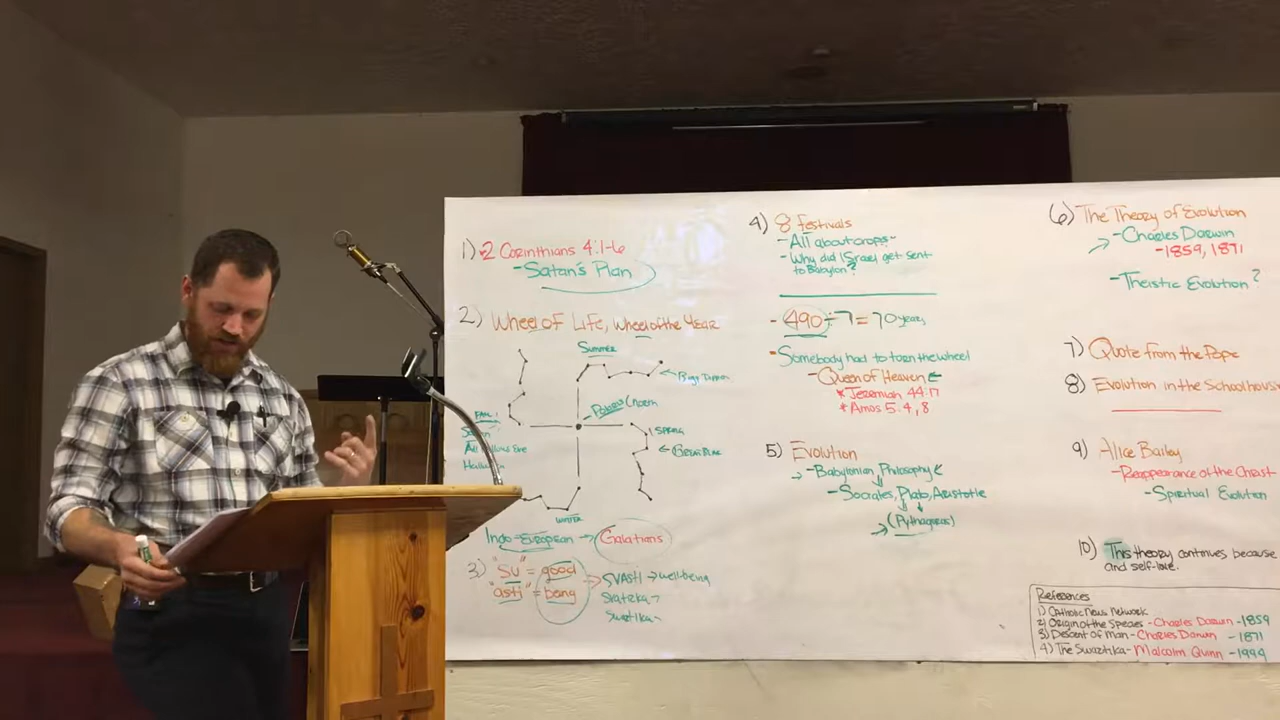 1) 2 Corinthians 4:1-6
-Satan's Plan
2) Wheel of Life, Wheel of the Year
Summer
Polaris/North
FALL:
All Hallow Eve
SPRING
WINTER
Indo-European → Galatians
3) "Su" = good
"asti" = being
SVASTI → well-being
Svastika-
Swastika-
4) 8 Festivals
-All about crops-
-Why did ISrael get sent
to Babylon?
- 490÷7=70 years
-Somebody had to turn the wheel
-Queen of Heaven
*Jeremiah 44:17
*Amos 5:4,8
5) Evolution
-Babylonian Philosophy
-Socrates, Plato, Aristotle
(Pythagoras)
6) The Theory of Evolution
-Charles Darwin
-1859, 1871
-Theistic Evolution?
7) Quote from the Pope
8) Evolution in the Schoolhouse
9) Alice Bailey
-Reappearance of the Christ
-Spiritual Evolution
10) This theory continues because
and self-love.
References
1) Catholic News Network
2) Origin of the Species - Charles Darwin -1859
3) Descent of Man - Charles Darwin - 1871
4) The Swastika - Malcolm Quinn -1994